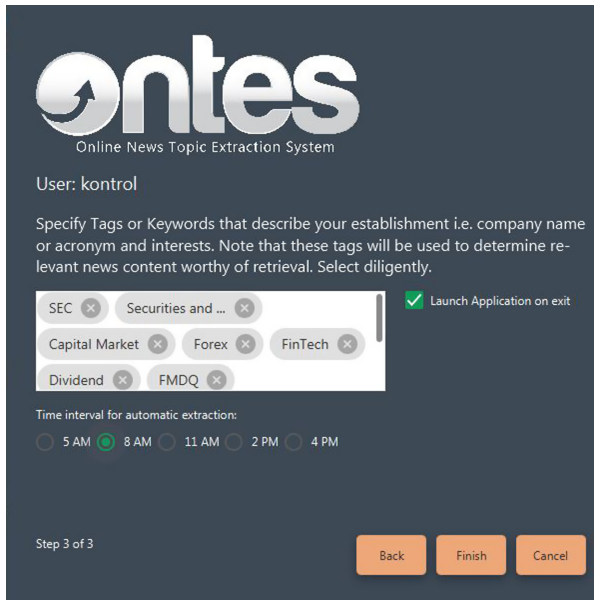 ontes
Online News Topic Extraction System
User: kontrol
Specify Tags or Keywords that describe your establishment i.e. company name
or acronym and interests. Note that these tags will be used to determine re-
levant news content worthy of retrieval. Select diligently.
SEC Securities and ...
Launch Application on exit
Capital Market Forex FinTech
Dividend FMDQ
Time interval for automatic extraction:
5 AM 8 AM 11 AM 2 PM 4 PM
Step 3 of 3
Back Finish Cancel